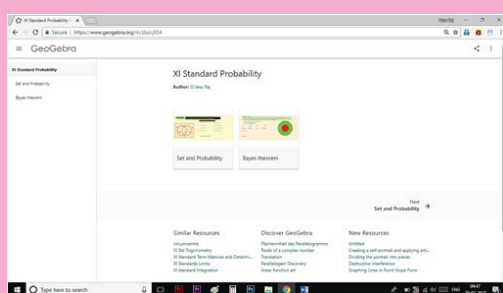 XI Standard Probability
Secure
https://www.geogebra.org/m/
GeoGebra
XI Standard Probability
Set and Probability
Bayes theorem
XI Standard Probability
Author: D.Vasu Raj
Set and Probability
Bayes theorem
Next
Set and Probability
Similar Resources
circumcentre
XI Std Trigonometry
XI Standard Term Matrices and Determin...
XI Standards Limits
XI standard Integration
Discover GeoGebra
Flächeninhalt des Parallelogramms
Roots of a complex number
Translation
Parallelogram Discovery
linear function art
New Resources
Untitled
Creating a self-portrait and applying art...
Dividing the portrait into pieces
Destructive interference
Graphing Lines in Point-Slope Form
Type here to search
ENG